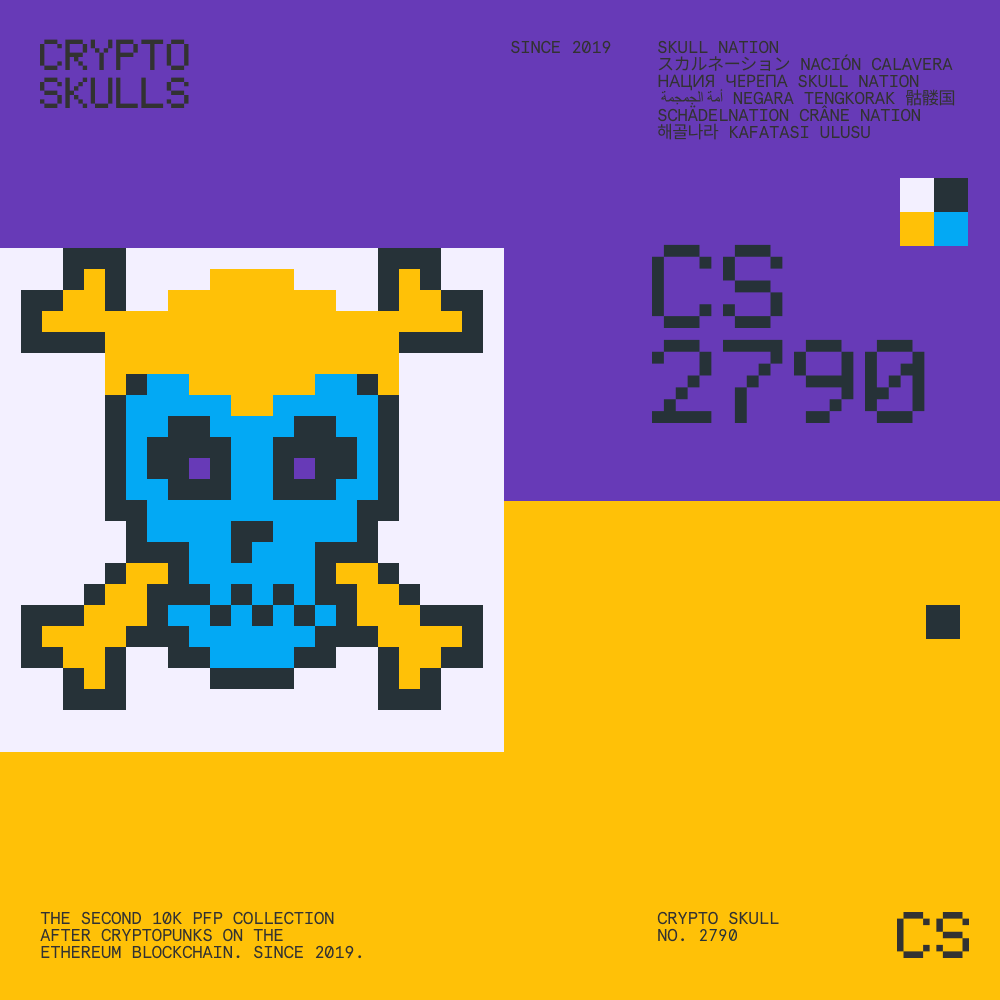 CRYPTO
SKULLS
SINCE 2019
SKULL NATION
スカルネーション NACIÓN CALAVERA
НАЦИЯ ЧЕРЕПА SKULL NATION
أمة الجمجمة NEGARA TENGKORAK 骷髅国
SCHÄDELNATION CRÂNE NATION
해골나라 KAFATASI ULUSU
CS
2790
THE SECOND 10K PFP COLLECTION
AFTER CRYPTOPUNKS ON THE
ETHEREUM BLOCKCHAIN. SINCE 2019.
CRYPTO SKULL
NO. 2790
CS